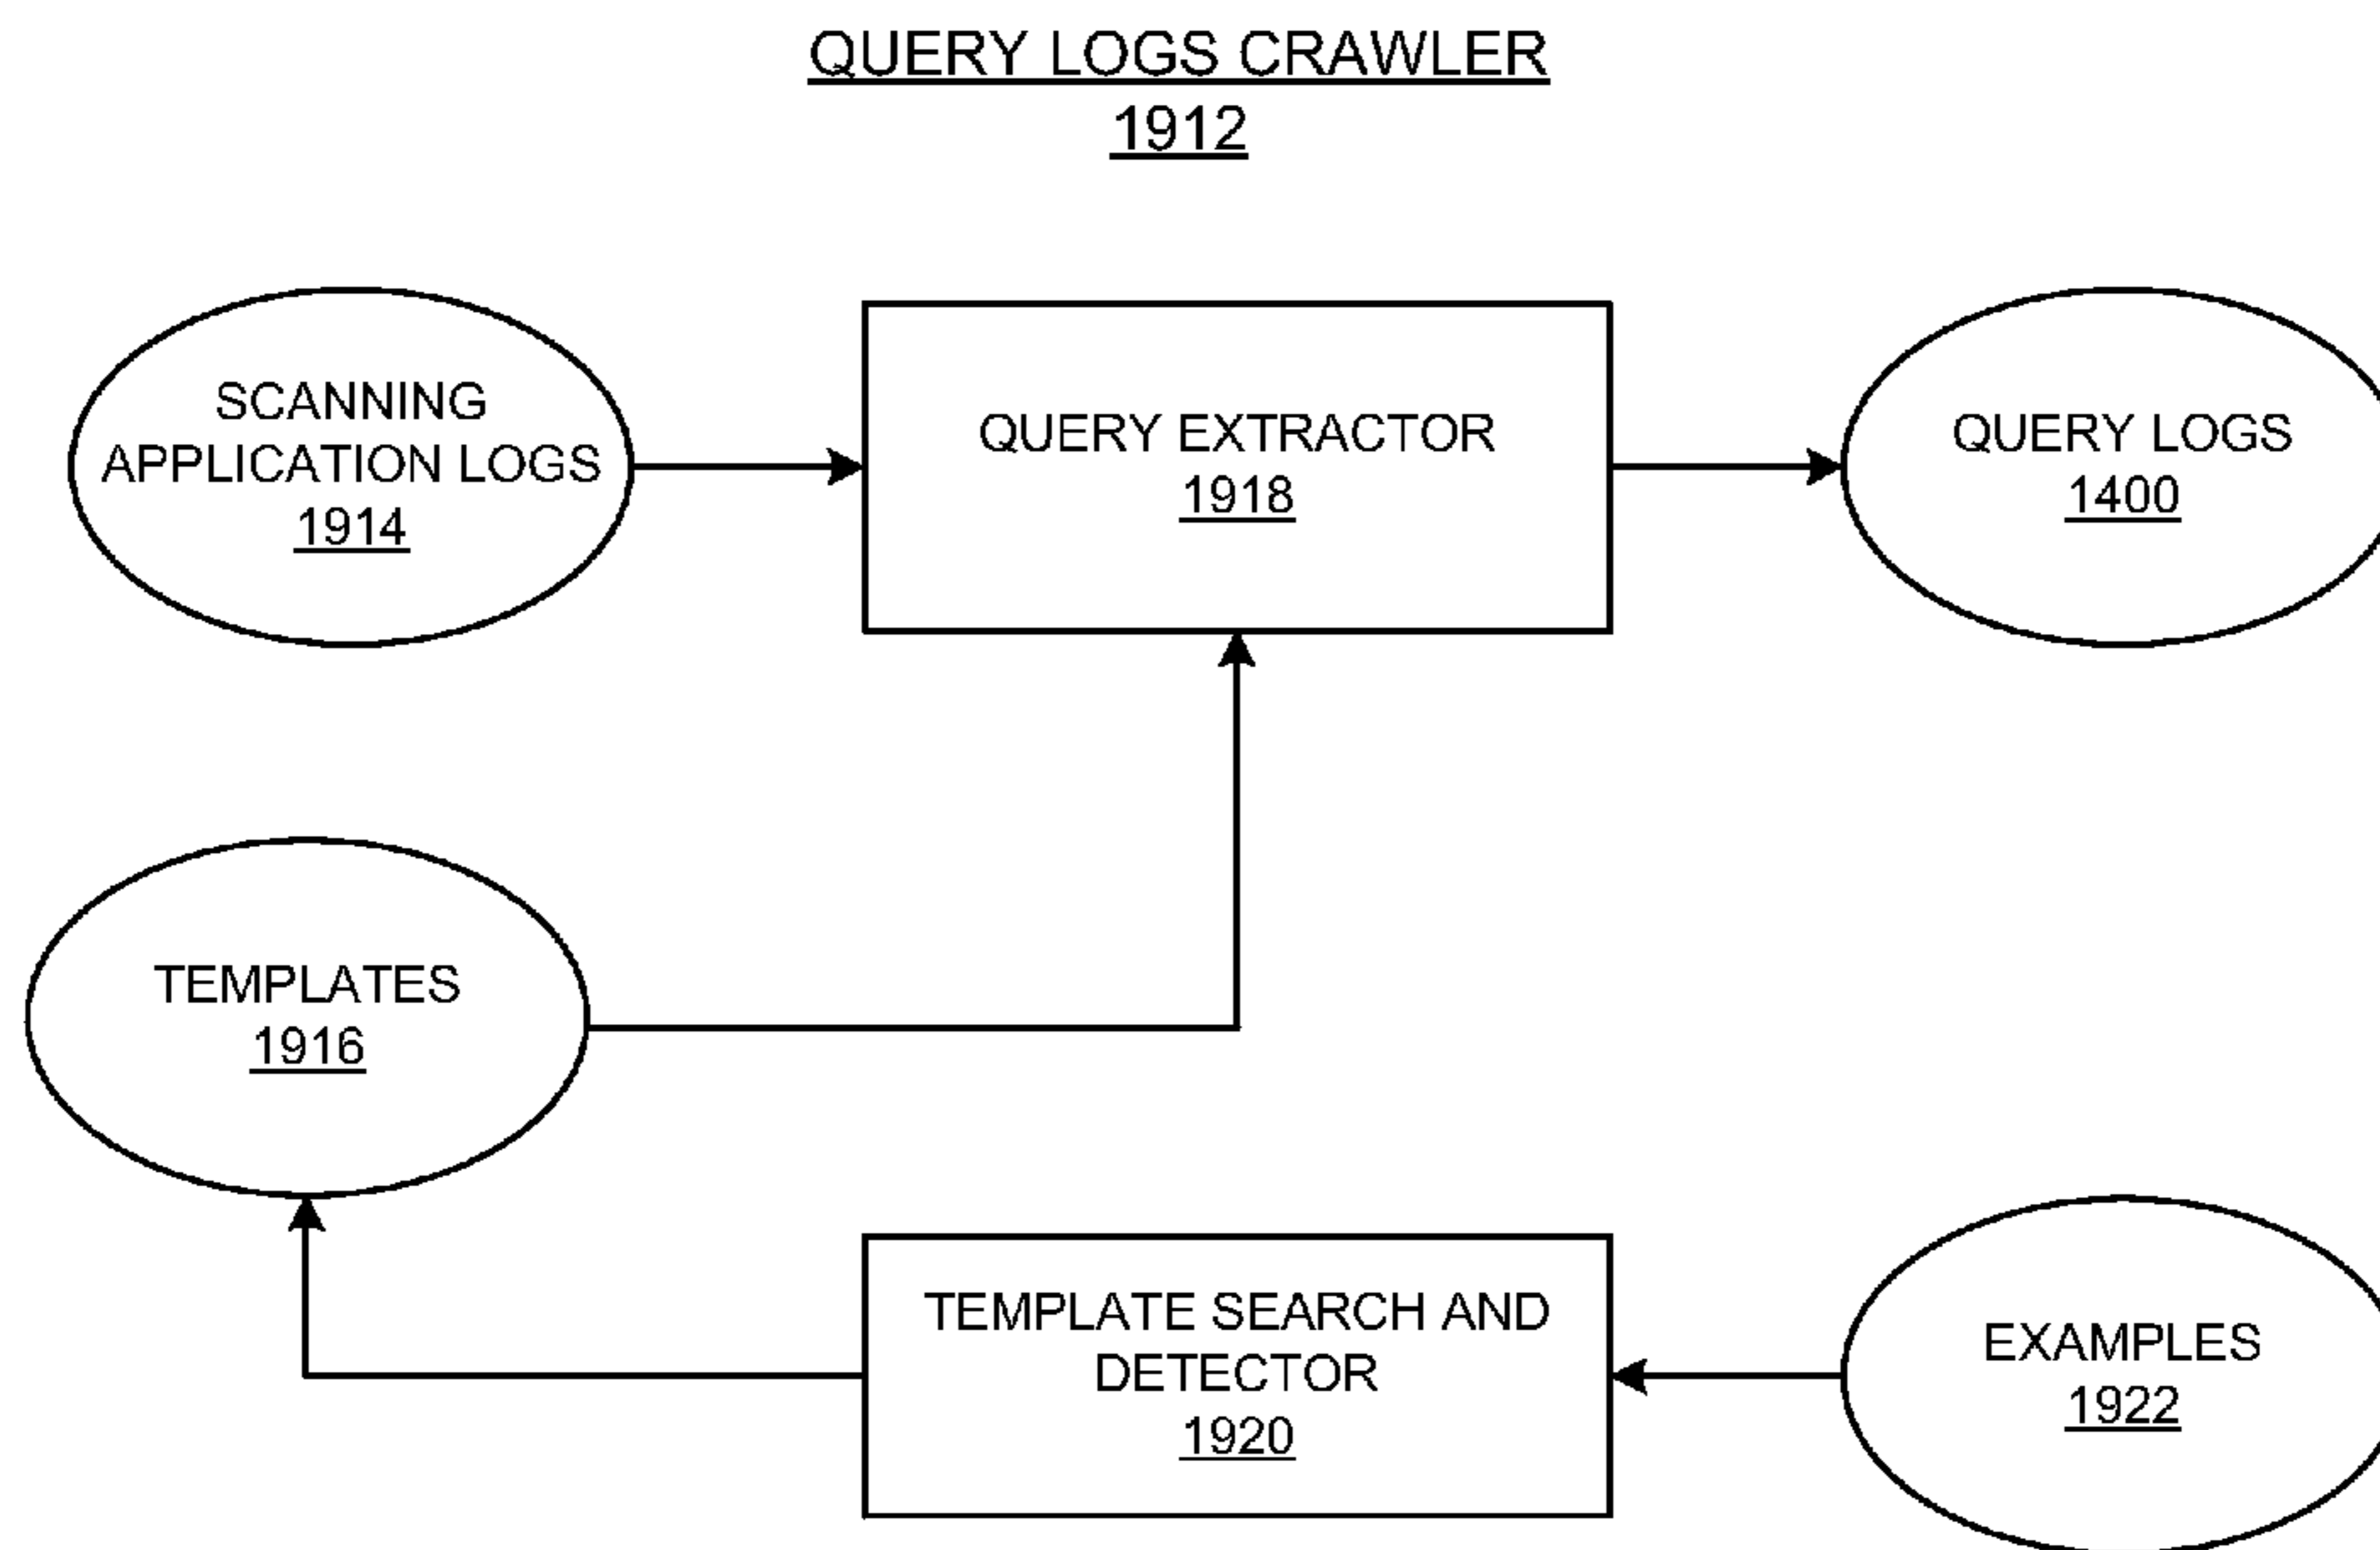 QUERY LOGS CRAWLER
1912
SCANNING
APPLICATION LOGS
1914
QUERY EXTRACTOR
1918
QUERY LOGS
1400
TEMPLATES
1916
TEMPLATE SEARCH AND
DETECTOR
1920
EXAMPLES
1922